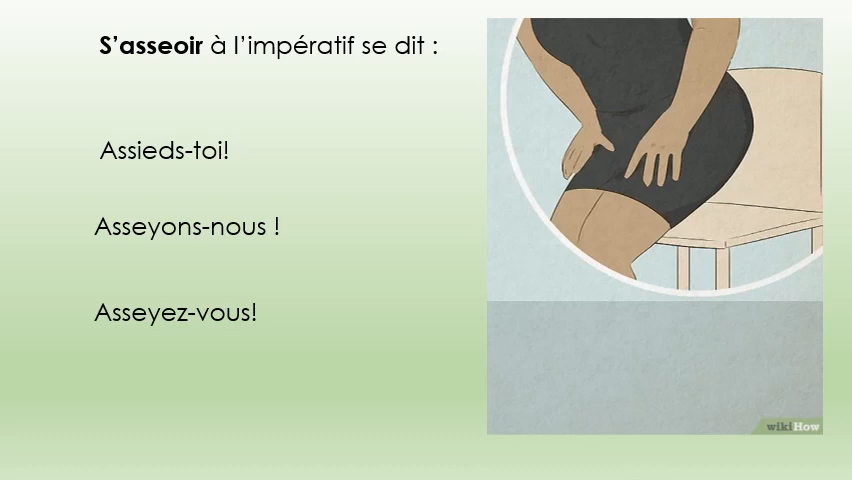 S’asseoir à l’impératif se dit :
Assieds-toi!
Asseyons-nous !
Asseyez-vous!
wikiHow